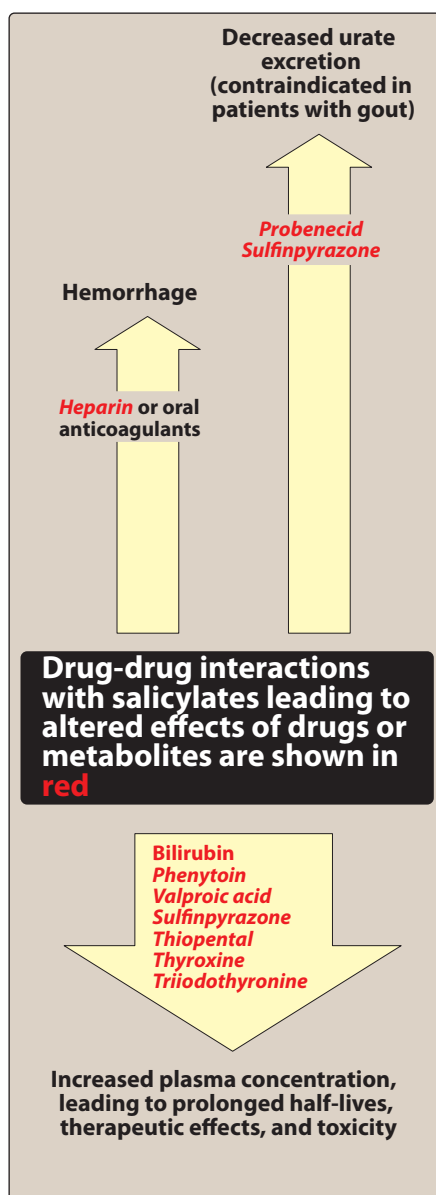 Decreased urate
excretion
(contraindicated in
patients with gout)
Probenecid
Sulfinpyrazone
Hemorrhage
Heparin or oral
anticoagulants
Drug-drug interactions
with salicylates leading to
altered effects of drugs or
metabolites are shown in
red
Bilirubin
Phenytoin
Valproic acid
Sulfinpyrazone
Thiopental
Thyroxine
Triiodothyronine
Increased plasma concentration,
leading to prolonged half-lives,
therapeutic effects, and toxicity